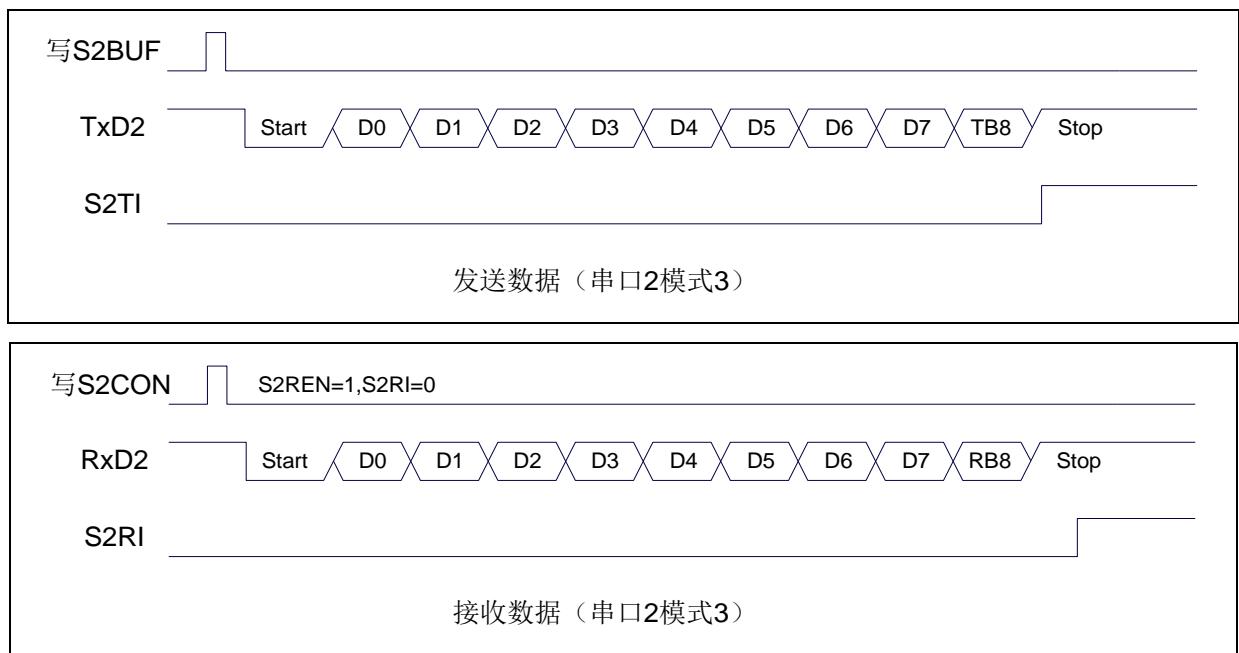 写S2BUF
TxD2 Start D0 D1 D2 D3 D4 D5 D6 D7 TB8 Stop
S2TI
发送数据（串口2模式3）
写S2CON S2REN=1,S2RI=0
RxD2 Start D0 D1 D2 D3 D4 D5 D6 D7 RB8 Stop
S2RI
接收数据（串口2模式3）